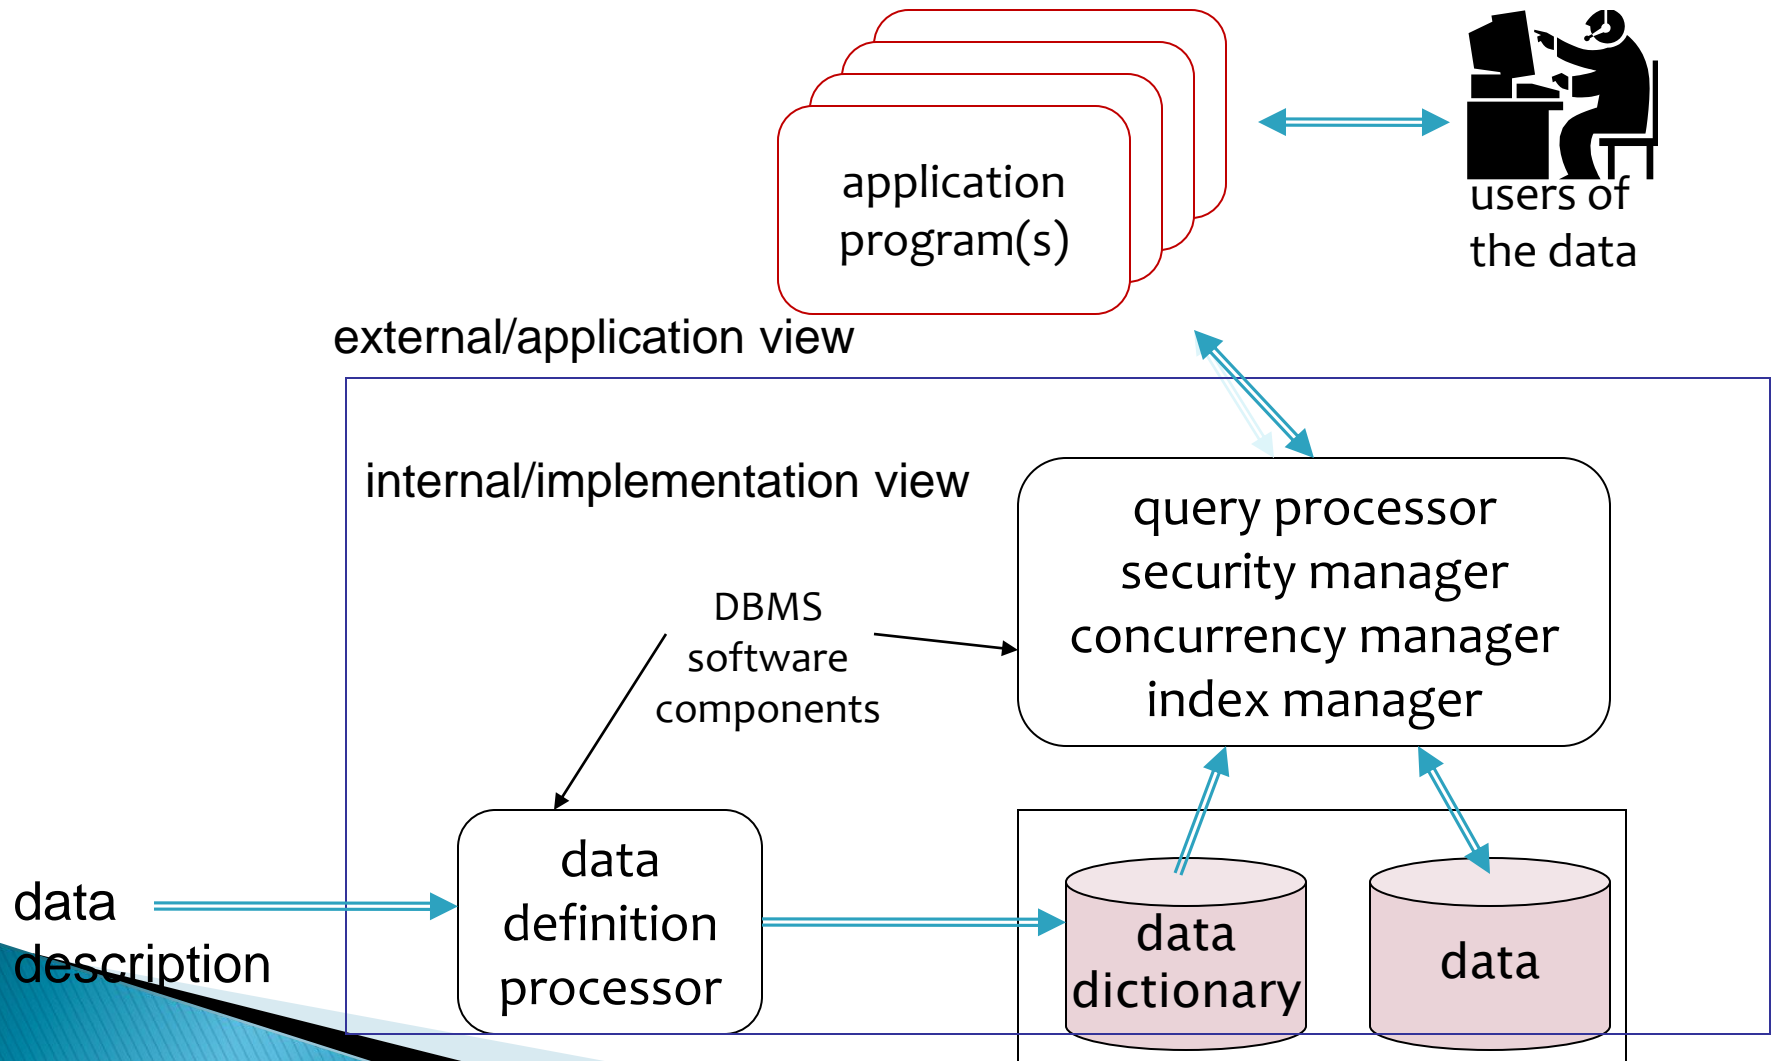 application
program(s)
users of
the data
external/application view
internal/implementation view
query processor
security manager
concurrency manager
index manager
DBMS
software
components
data
definition
processor
data
description
data
dictionary
data